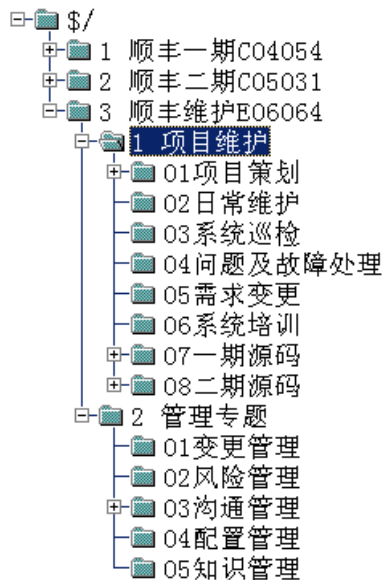 $/
1 顺丰一期C04054
2 顺丰二期C05031
3 顺丰维护E06064
1 项目维护
01项目策划
02日常维护
03系统巡检
04问题及故障处理
05需求变更
06系统培训
07一期源码
08二期源码
2 管理专题
01变更管理
02风险管理
03沟通管理
04配置管理
05知识管理